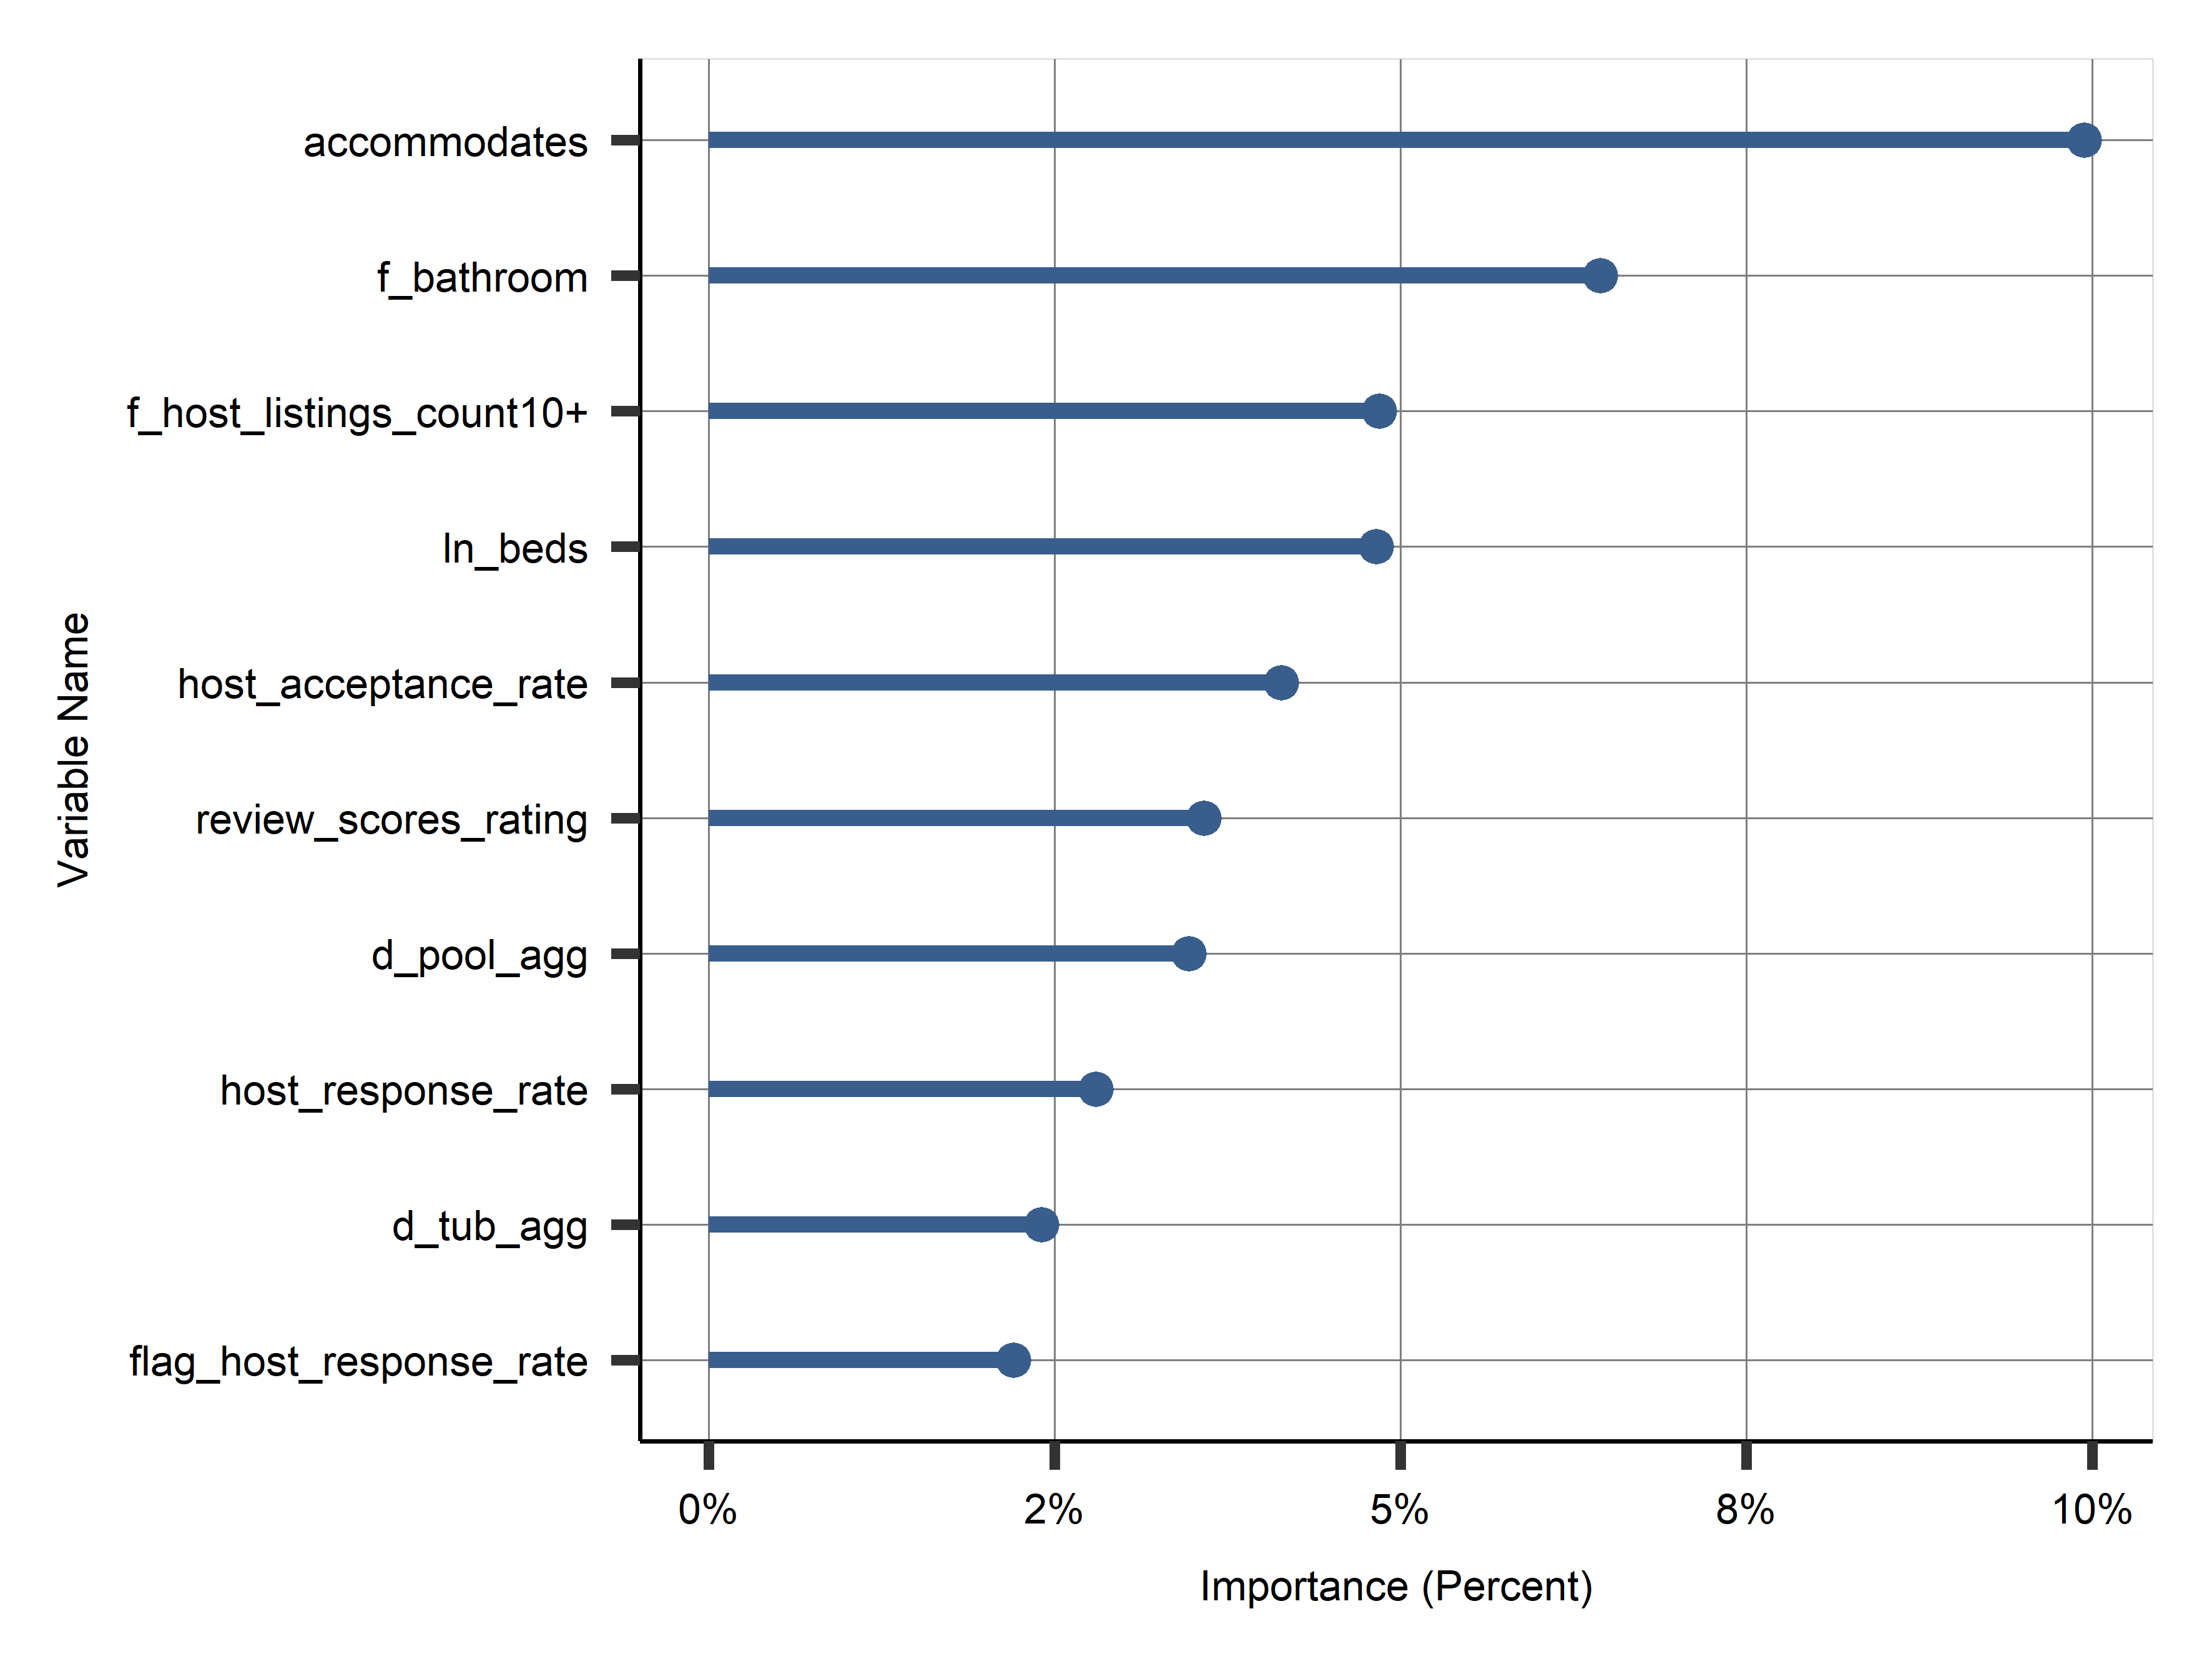 accommodates
f_bathroom
f_host_listings_count10+
ln_beds
host_acceptance_rate
review_scores_rating
d_pool_agg
host_response_rate
d_tub_agg
flag_host_response_rate
Variable Name
0% 2% 5% 8% 10%
Importance (Percent)